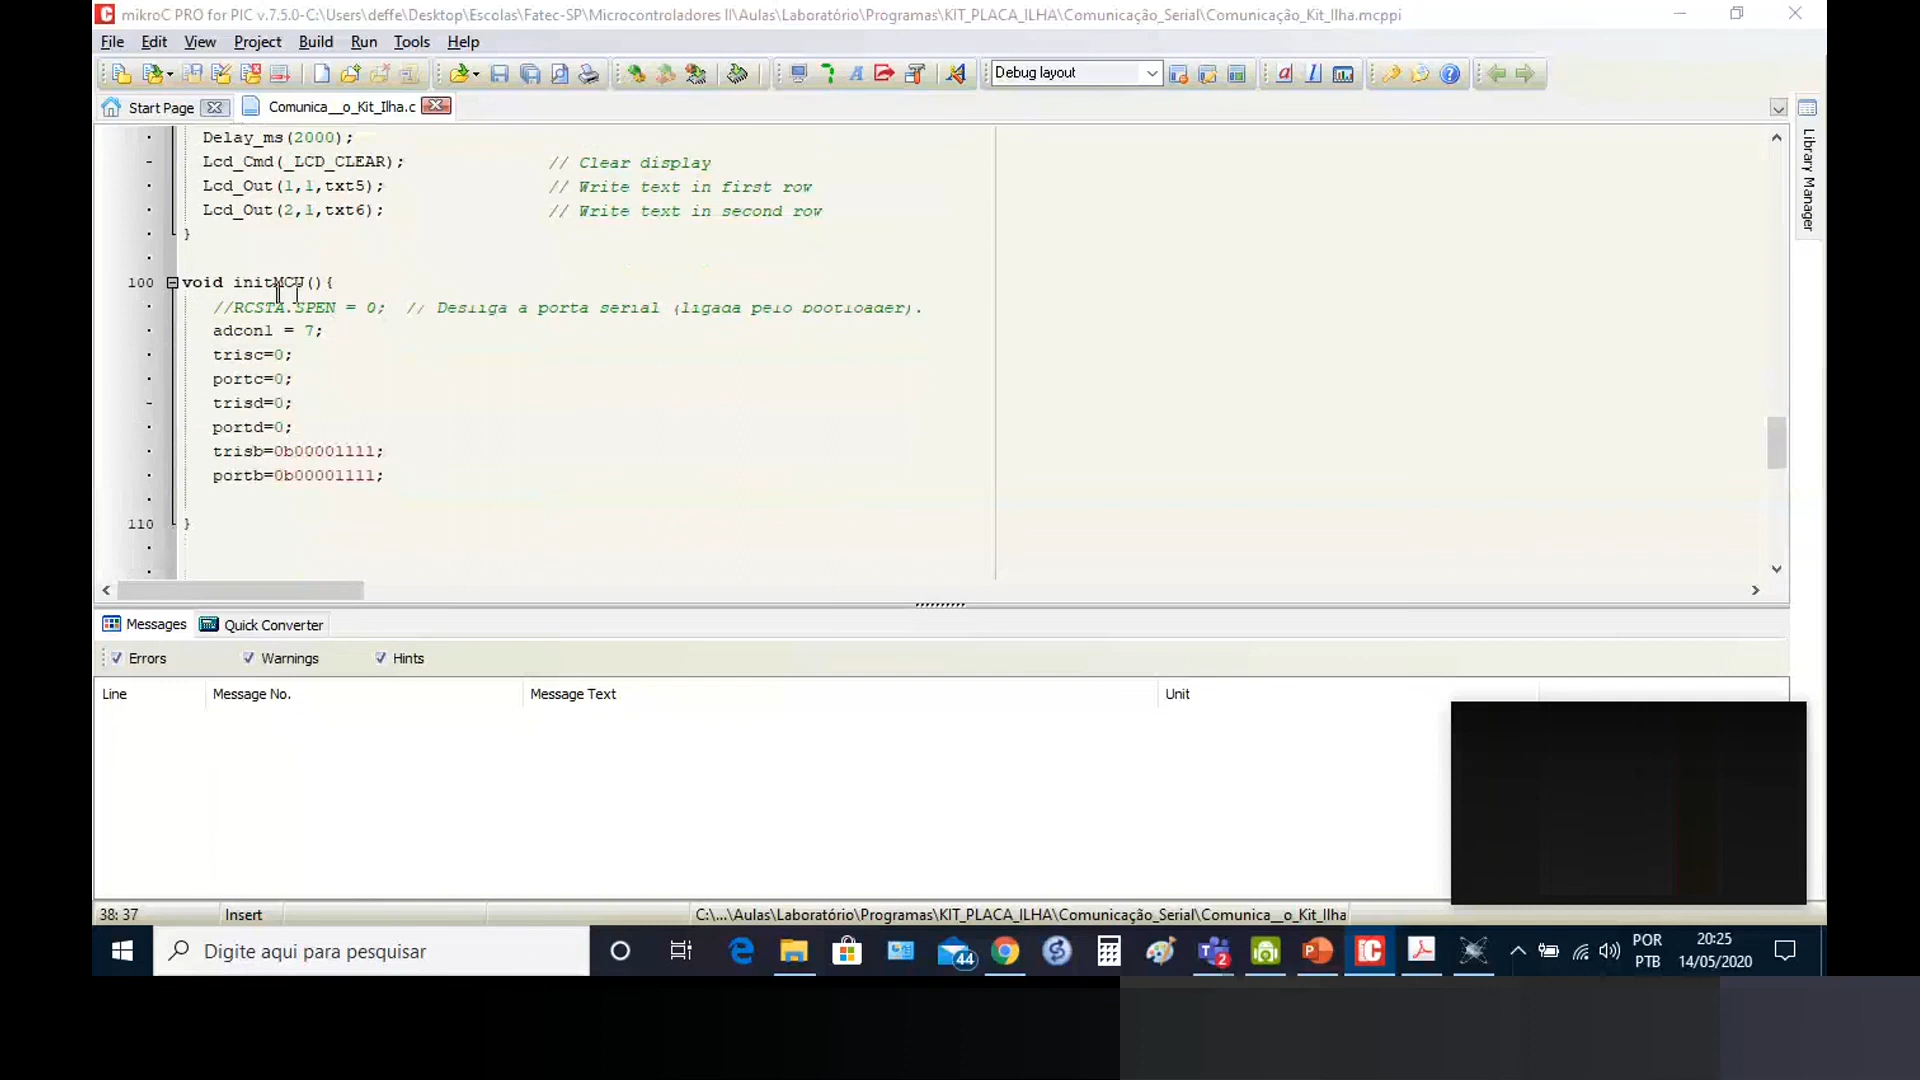 mikroC PRO for PIC v.7.5.0-C:\Users\deffe\Desktop\Escolas\Fatec-SP\Microcontroladores II\Aulas\Laboratório\Programas\KIT_PLACA_ILHA\Comunicação_Serial\Comunicação_Kit_Ilha.mcppi
File Edit View Project Build Run Tools Help
Debug layout
Start Page Comunica__o_Kit_Ilha.c
Library Manager
Delay_ms(2000);
Lcd_Cmd(_LCD_CLEAR); // Clear display
Lcd_Out(1,1,txt5); // Write text in first row
Lcd_Out(2,1,txt6); // Write text in second row
}
100 void initMCU(){
//RCSTA.SPEN = 0; // Desliga a porta serial (ligada pelo bootloader).
adcon1 = 7;
trisc=0;
portc=0;
trisd=0;
portd=0;
trisb=0b00001111;
portb=0b00001111;
110 }
Messages Quick Converter
Errors Warnings Hints
Line Message No. Message Text Unit
38: 37 Insert C:\...\Aulas\Laboratório\Programas\KIT_PLACA_ILHA\Comunicação_Serial\Comunica__o_Kit_Ilha
Digite aqui para pesquisar
44
2
POR
PTB
20:25
14/05/2020